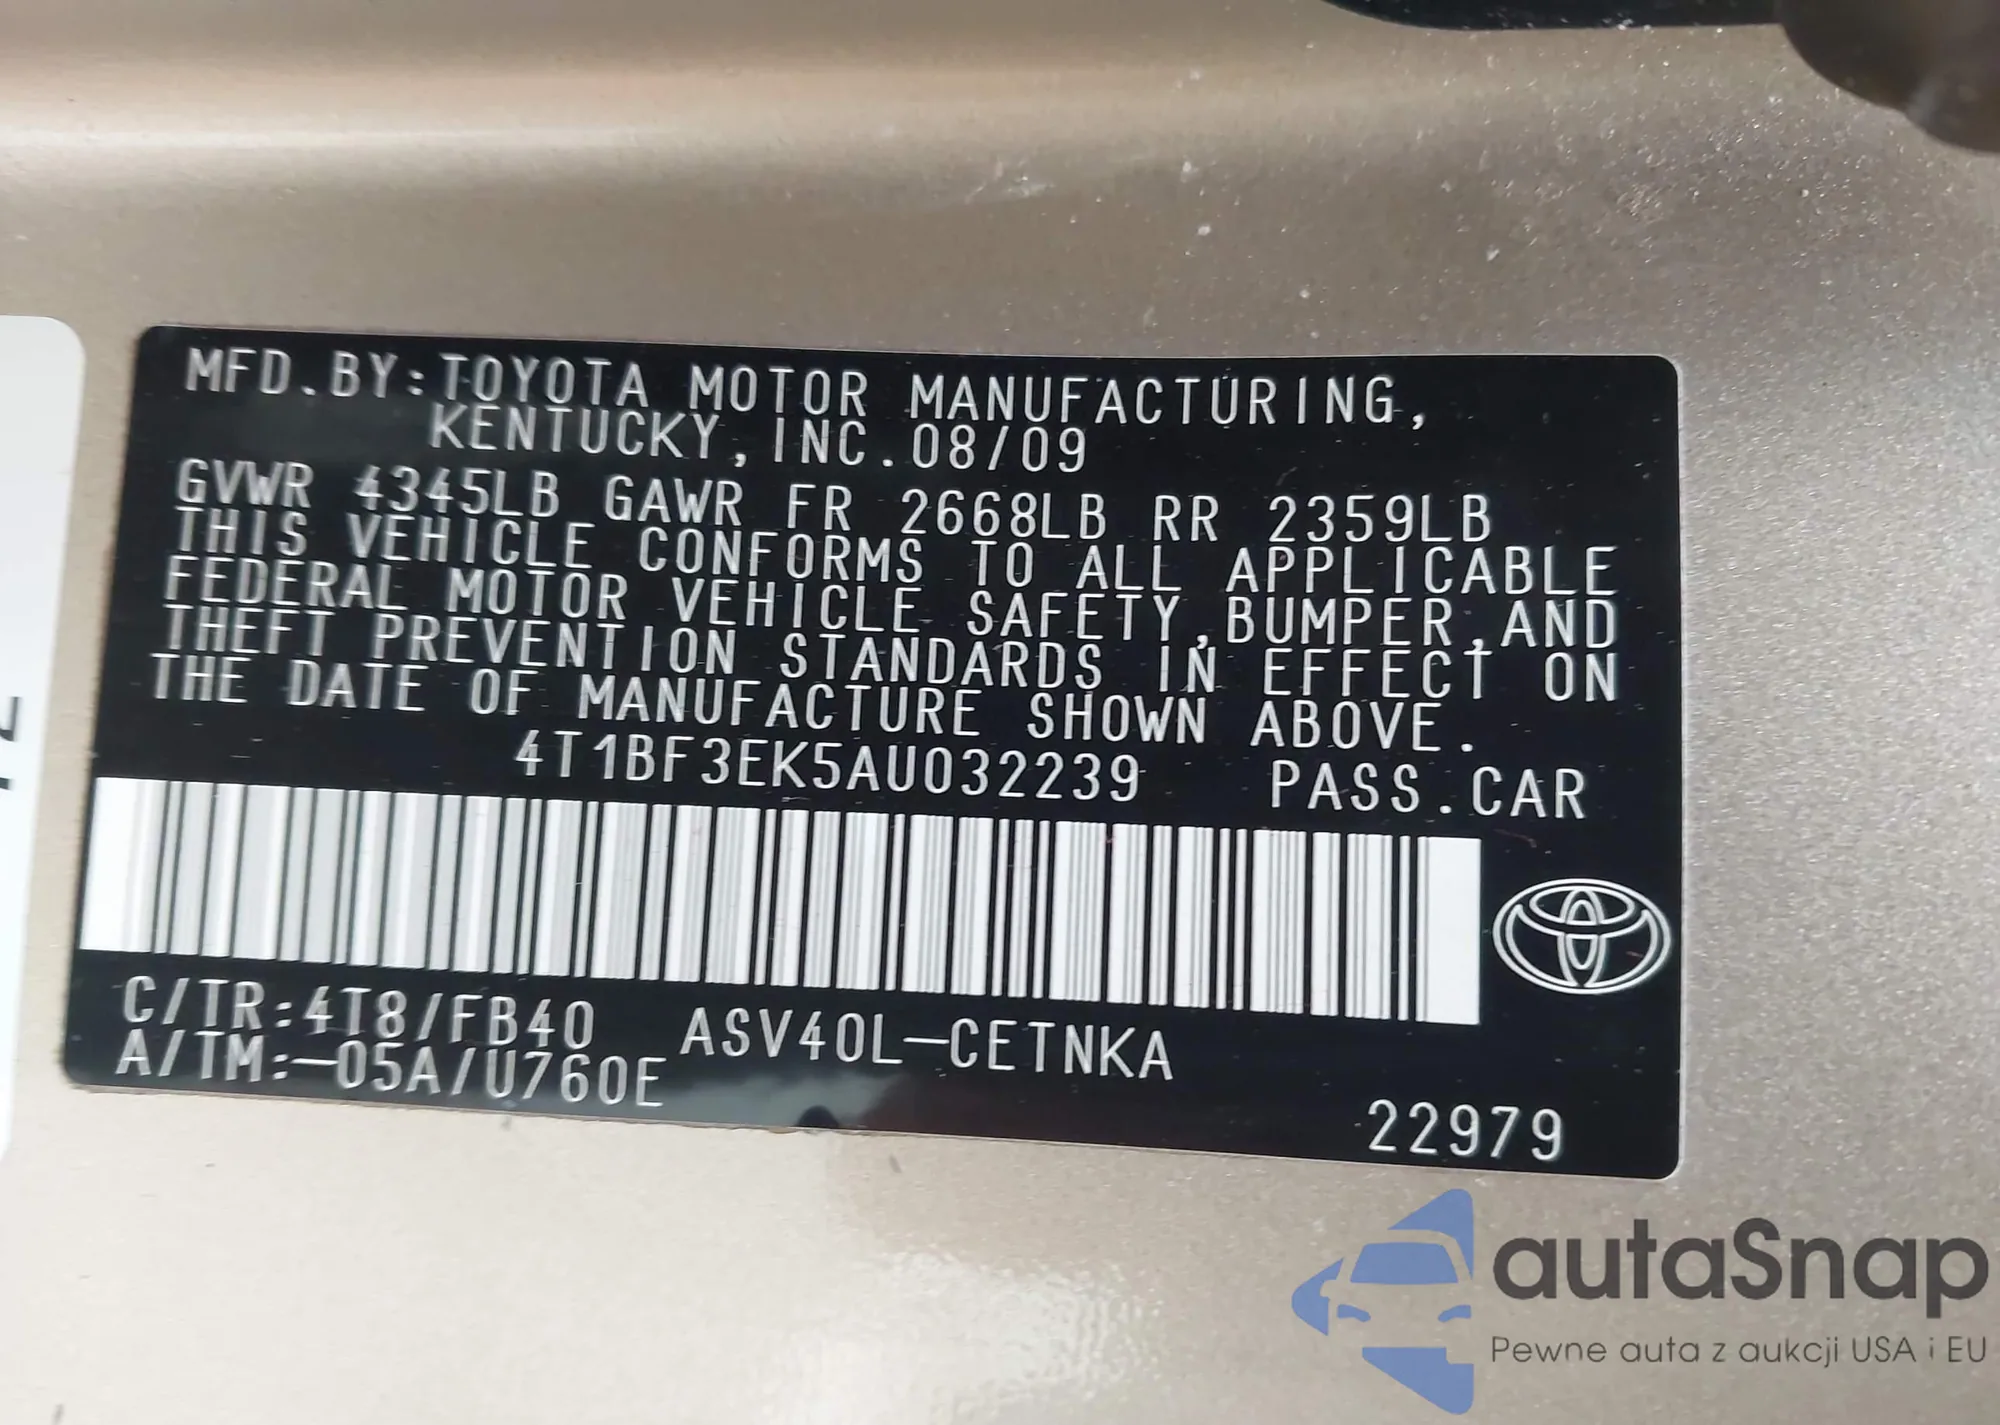 MFD.BY:TOYOTA MOTOR MANUFACTURING,
KENTUCKY,INC.08/09
GVWR 4345LB GAWR FR 2668LB RR 2359LB
THIS VEHICLE CONFORMS TO ALL APPLICABLE
FEDERAL MOTOR VEHICLE SAFETY,BUMPER,AND
THEFT PREVENTION STANDARDS IN EFFECT ON
THE DATE OF MANUFACTURE SHOWN ABOVE.
4T1BF3EK5AU032239 PASS.CAR
C/TR:4T8/FB40 ASV40L-CETNKA
A/TM:-05A/U760E
22979
autaSnap
Pewne auta z aukcji USA i EU